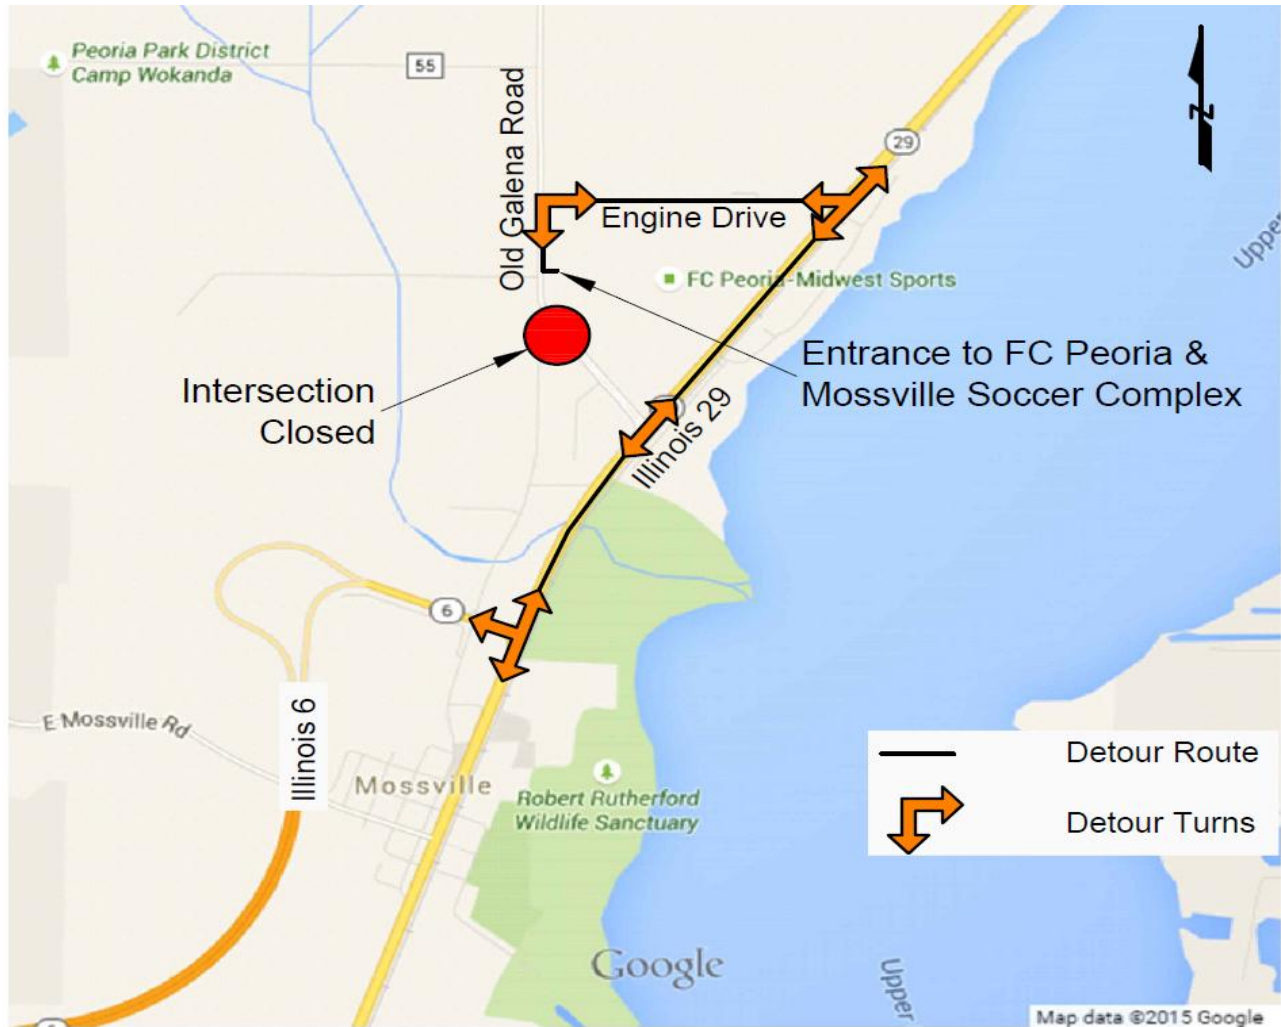 Peoria Park District
Camp Wokanda
55
29
N
Old Galena Road
Engine Drive
Upper
FC Peoria-Midwest Sports
Entrance to FC Peoria &
Mossville Soccer Complex
Intersection
Closed
Illinois 29
6
Illinois 6
E Mossville Rd
Mossville
Robert Rutherford
Wildlife Sanctuary
Detour Route
Detour Turns
Google
Upper
Map data ©2015 Google